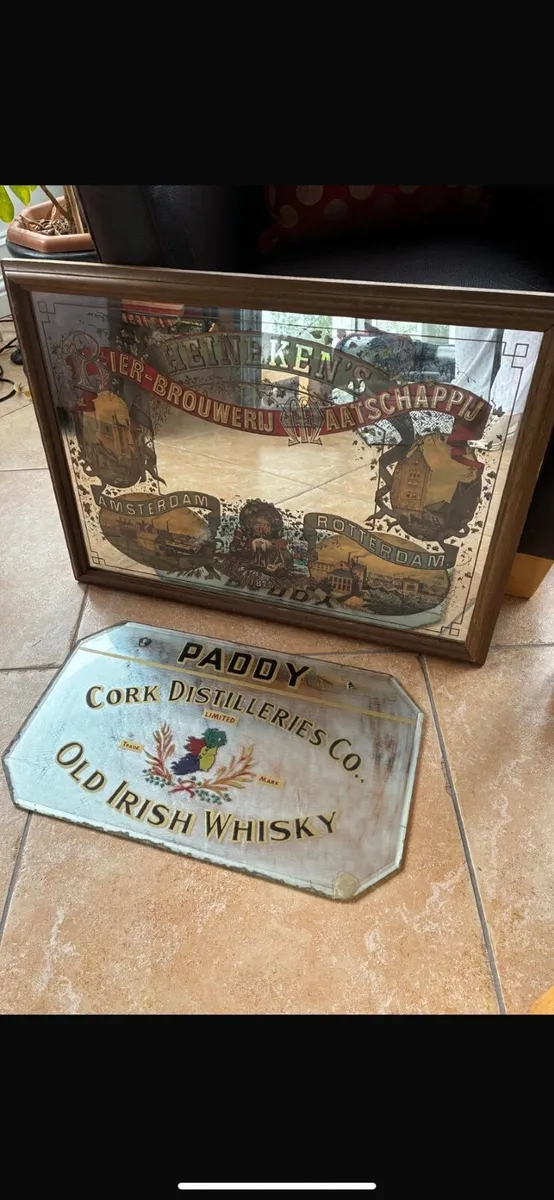 HEINEKEN'S
BIER-BROUWERIJ MAATSCHAPPIJ
AMSTERDAM
ROTTERDAM
PADDY
CORK DISTILLERIES CO..
LIMITED
TRADE MARK
OLD IRISH WHISKY